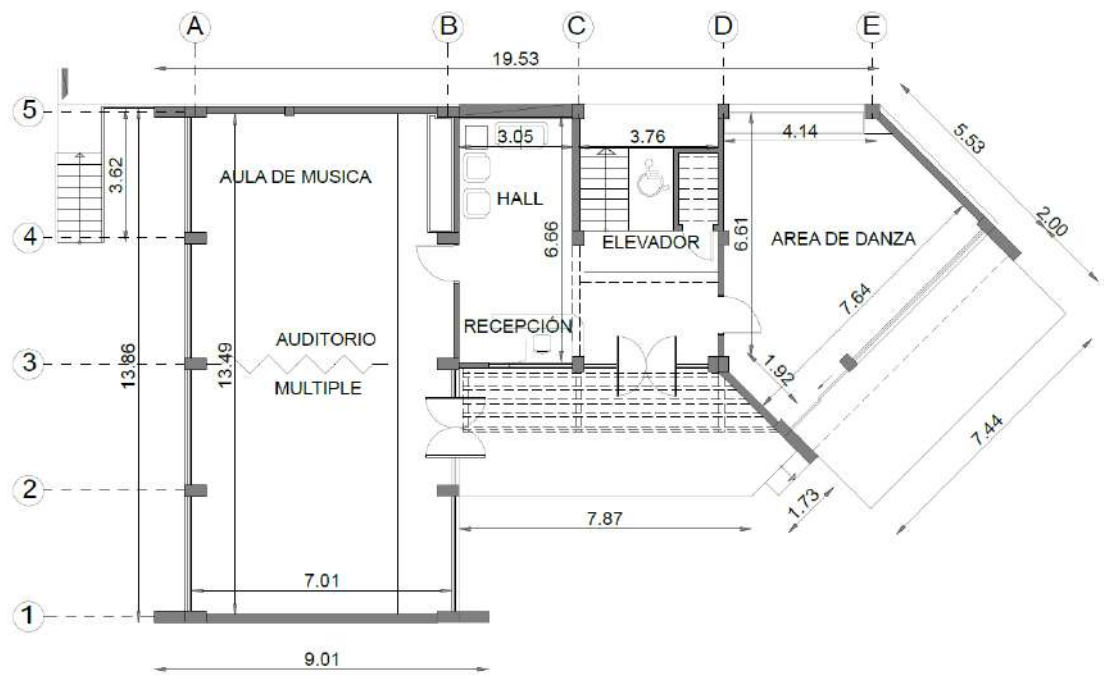 A
B
C
D
E
19.53
5
3.05
3.76
4.14
5.53
3.62
AULA DE MUSICA
HALL
2.00
4
ELEVADOR
6.66
6.61
AREA DE DANZA
7.64
RECEPCIÓN
AUDITORIO
3
13.86
13.49
MULTIPLE
1.92
7.44
2
1.73
7.87
7.01
1
9.01